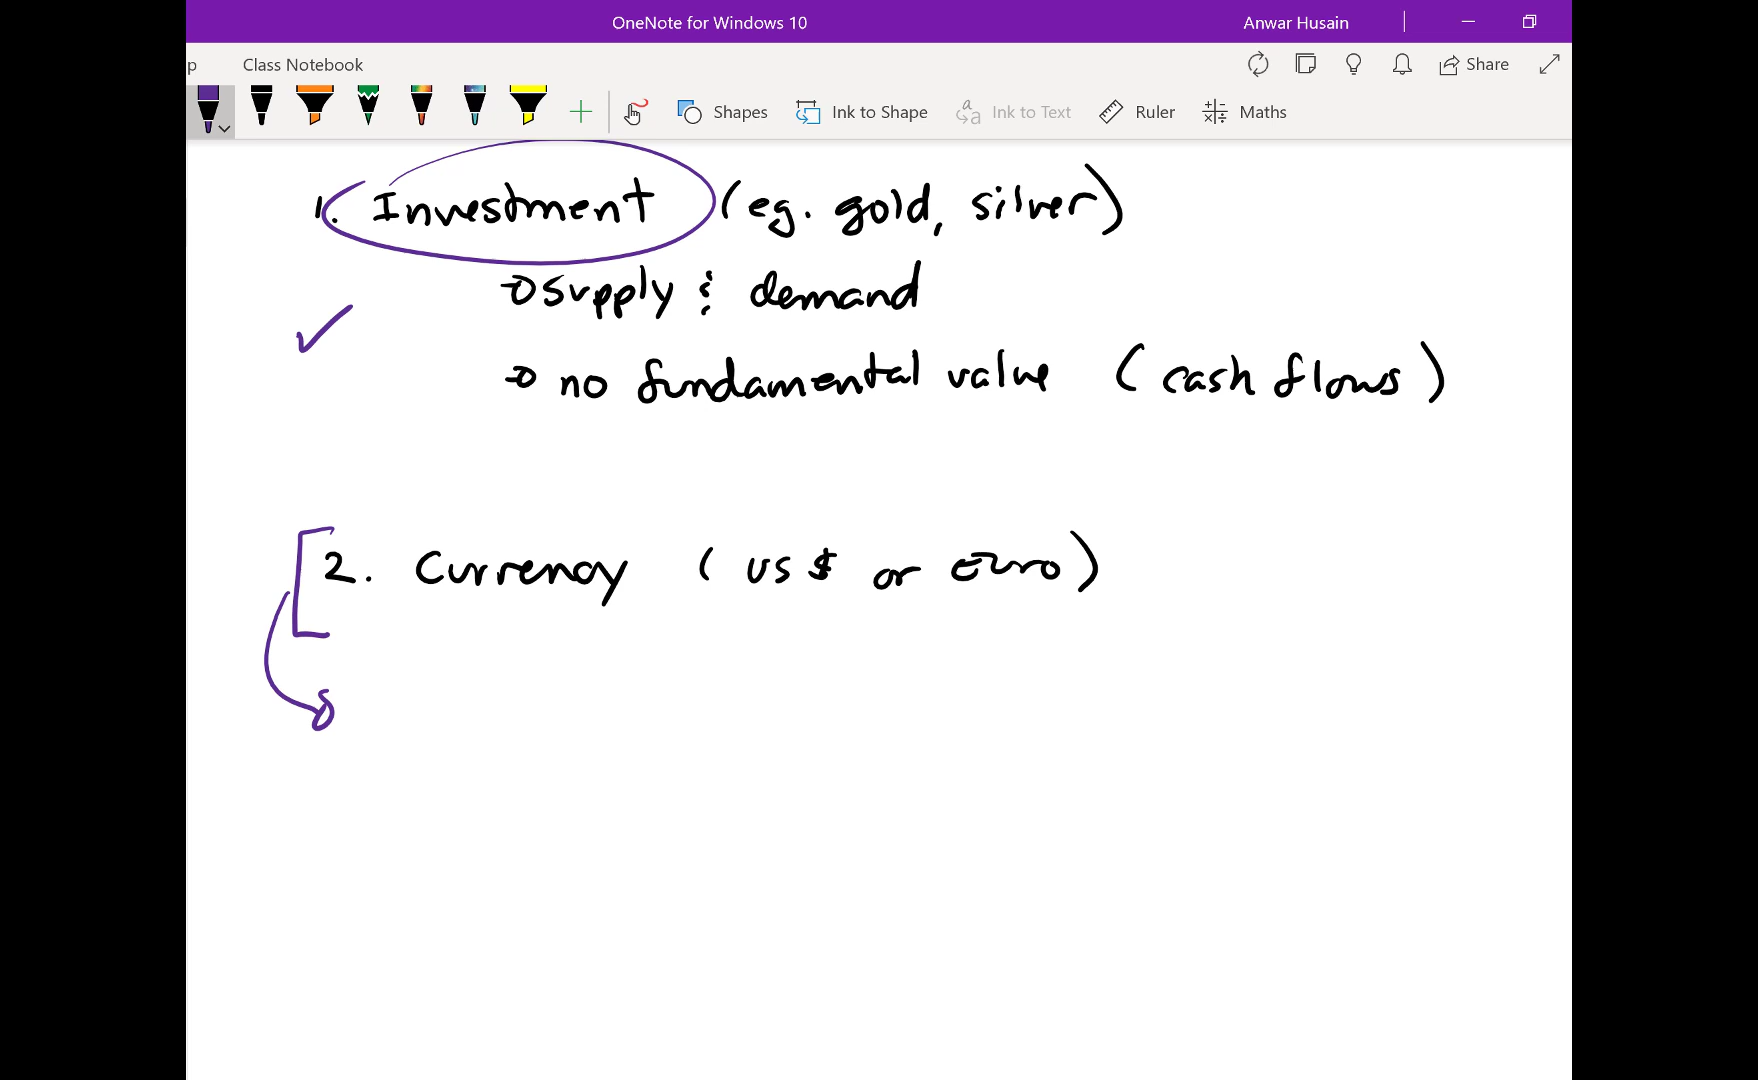 OneNote for Windows 10 Anwar Husain
p Class Notebook Share
Shapes Ink to Shape Ink to Text Ruler Maths
1. Investment (eg. gold, silver)
→ supply & demand
→ no fundamental value (cash flows)
2. Currency (US $ or Euro)